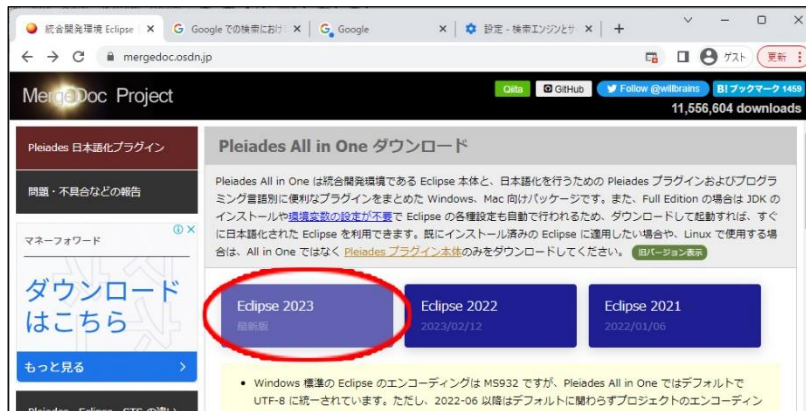 統合開発環境 Eclipse
Google での検索におけ
Google
設定 - 検索エンジンとサ
mergedoc.osdn.jp
ゲスト
更新
MergeDoc Project
Qiita
GitHub
Follow @willbrains
B! ブックマーク 1459
11,556,604 downloads
Pleiades 日本語化プラグイン
問題・不具合などの報告
マネーフォワード
ダウンロード
はこちら
もっと見る
Pleiades All in One ダウンロード
Pleiades All in One は統合開発環境である Eclipse 本体と、日本語化を行うための Pleiades プラグインおよびプログラ
ミング言語別に便利なプラグインをまとめた Windows、Mac 向けパッケージです。また、Full Edition の場合は JDK の
インストールや環境変数の設定が不要で Eclipse の各種設定も自動で行われるため、ダウンロードして起動すれば、すぐ
に日本語化された Eclipse を利用できます。既にインストール済みの Eclipse に適用したい場合や、Linux で使用する場
合は、All in One ではなく Pleiades プラグイン本体のみをダウンロードしてください。 旧バージョン表示
Eclipse 2023
最新版
Eclipse 2022
2023/02/12
Eclipse 2021
2022/01/06
• Windows 標準の Eclipse のエンコーディングは MS932 ですが、Pleiades All in One ではデフォルトで
UTF-8 に統一されています。ただし、2022-06 以降はデフォルトに関わらずプロジェクトのエンコーディン